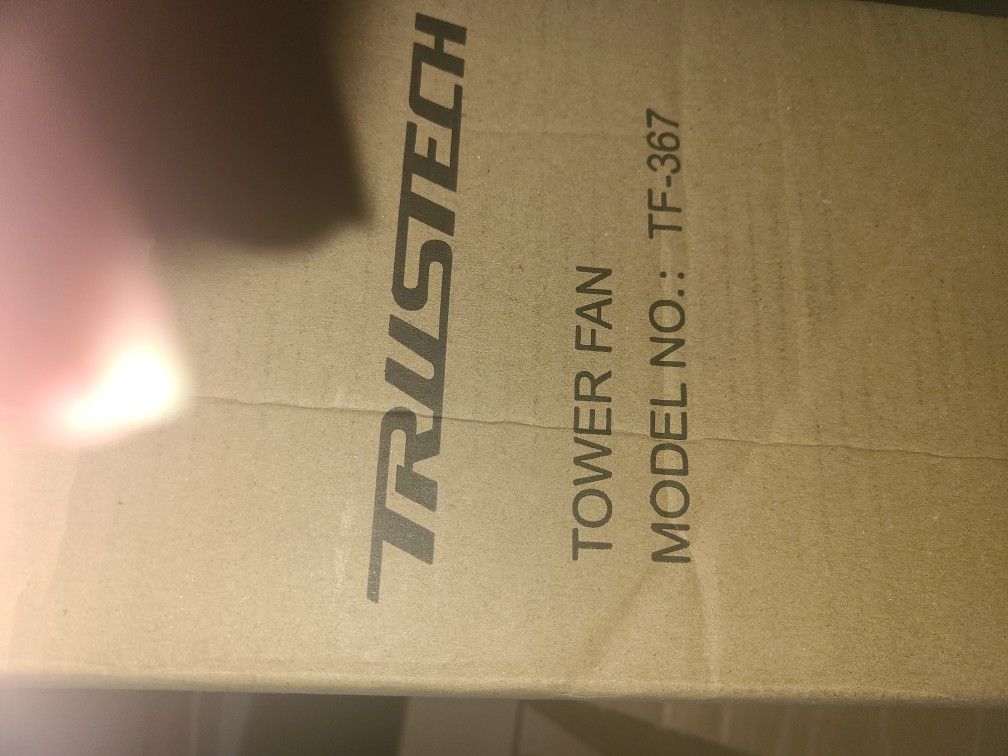 TRUSTECH
TOWER FAN
MODEL NO.: TF-367